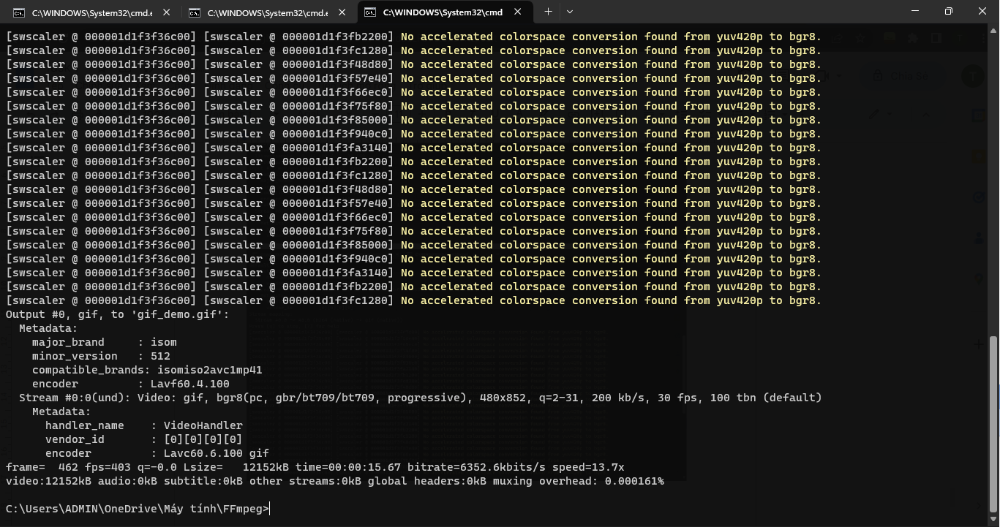 C:\WINDOWS\System32\cmd.e
C:\WINDOWS\System32\cmd.e
C:\WINDOWS\System32\cmd
[swscaler @ 000001d1f3f36c00] [swscaler @ 000001d1f3fb2200] No accelerated colorspace conversion found from yuv420p to bgr8.
[swscaler @ 000001d1f3f36c00] [swscaler @ 000001d1f3fc1280] No accelerated colorspace conversion found from yuv420p to bgr8.
[swscaler @ 000001d1f3f36c00] [swscaler @ 000001d1f3f48d80] No accelerated colorspace conversion found from yuv420p to bgr8.
[swscaler @ 000001d1f3f36c00] [swscaler @ 000001d1f3f57e40] No accelerated colorspace conversion found from yuv420p to bgr8.
[swscaler @ 000001d1f3f36c00] [swscaler @ 000001d1f3f66ec0] No accelerated colorspace conversion found from yuv420p to bgr8.
[swscaler @ 000001d1f3f36c00] [swscaler @ 000001d1f3f75f80] No accelerated colorspace conversion found from yuv420p to bgr8.
[swscaler @ 000001d1f3f36c00] [swscaler @ 000001d1f3f85000] No accelerated colorspace conversion found from yuv420p to bgr8.
[swscaler @ 000001d1f3f36c00] [swscaler @ 000001d1f3f940c0] No accelerated colorspace conversion found from yuv420p to bgr8.
[swscaler @ 000001d1f3f36c00] [swscaler @ 000001d1f3fa3140] No accelerated colorspace conversion found from yuv420p to bgr8.
[swscaler @ 000001d1f3f36c00] [swscaler @ 000001d1f3fb2200] No accelerated colorspace conversion found from yuv420p to bgr8.
[swscaler @ 000001d1f3f36c00] [swscaler @ 000001d1f3fc1280] No accelerated colorspace conversion found from yuv420p to bgr8.
[swscaler @ 000001d1f3f36c00] [swscaler @ 000001d1f3f48d80] No accelerated colorspace conversion found from yuv420p to bgr8.
[swscaler @ 000001d1f3f36c00] [swscaler @ 000001d1f3f57e40] No accelerated colorspace conversion found from yuv420p to bgr8.
[swscaler @ 000001d1f3f36c00] [swscaler @ 000001d1f3f66ec0] No accelerated colorspace conversion found from yuv420p to bgr8.
[swscaler @ 000001d1f3f36c00] [swscaler @ 000001d1f3f75f80] No accelerated colorspace conversion found from yuv420p to bgr8.
[swscaler @ 000001d1f3f36c00] [swscaler @ 000001d1f3f85000] No accelerated colorspace conversion found from yuv420p to bgr8.
[swscaler @ 000001d1f3f36c00] [swscaler @ 000001d1f3f940c0] No accelerated colorspace conversion found from yuv420p to bgr8.
[swscaler @ 000001d1f3f36c00] [swscaler @ 000001d1f3fa3140] No accelerated colorspace conversion found from yuv420p to bgr8.
[swscaler @ 000001d1f3f36c00] [swscaler @ 000001d1f3fb2200] No accelerated colorspace conversion found from yuv420p to bgr8.
[swscaler @ 000001d1f3f36c00] [swscaler @ 000001d1f3fc1280] No accelerated colorspace conversion found from yuv420p to bgr8.
Output #0, gif, to 'gif_demo.gif':
  Metadata:
    major_brand     : isom
    minor_version   : 512
    compatible_brands: isomiso2avc1mp41
    encoder         : Lavf60.4.100
  Stream #0:0(und): Video: gif, bgr8(pc, gbr/bt709/bt709, progressive), 480x852, q=2-31, 200 kb/s, 30 fps, 100 tbn (default)
    Metadata:
      handler_name    : VideoHandler
      vendor_id       : [0][0][0][0]
      encoder         : Lavc60.6.100 gif
frame=  462 fps=403 q=-0.0 Lsize=   12152kB time=00:00:15.67 bitrate=6352.6kbits/s speed=13.7x
video:12152kB audio:0kB subtitle:0kB other streams:0kB global headers:0kB muxing overhead: 0.000161%
C:\Users\ADMIN\OneDrive\Máy tính\FFmpeg>